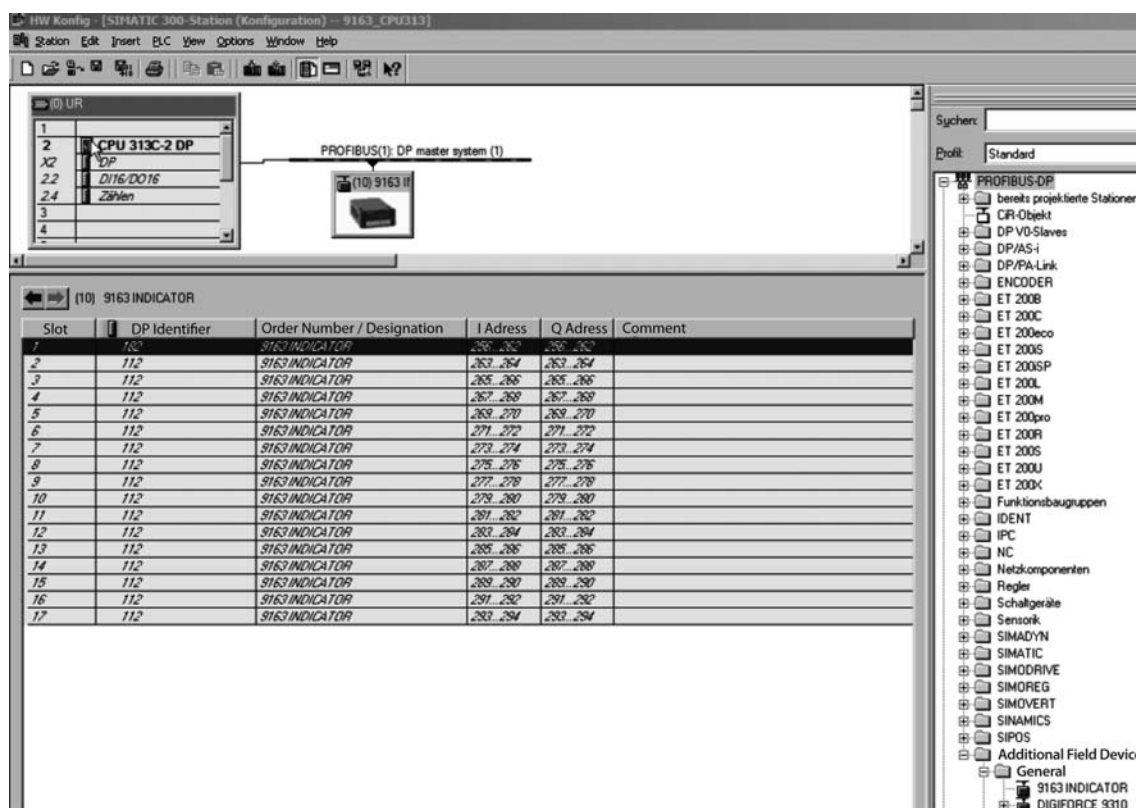 HW Konfig - [SIMATIC 300-Station (Konfiguration) -- 9163_CPU313]
Station Edit Insert PLC View Options Window Help
(0) UR
1
2 CPU 313C-2 DP
X2 DP
2.2 DI16/DO16
2.4 Zählen
3
4
PROFIBUS(1): DP master system (1)
(10) 9163 I
(10) 9163 INDICATOR
Slot DP Identifier Order Number / Designation I Adress Q Adress Comment
1 182 9163 INDICATOR 256...262 256...262
2 112 9163 INDICATOR 263...264 263...264
3 112 9163 INDICATOR 265...266 265...266
4 112 9163 INDICATOR 267...268 267...268
5 112 9163 INDICATOR 269...270 269...270
6 112 9163 INDICATOR 271...272 271...272
7 112 9163 INDICATOR 273...274 273...274
8 112 9163 INDICATOR 275...276 275...276
9 112 9163 INDICATOR 277...278 277...278
10 112 9163 INDICATOR 279...280 279...280
11 112 9163 INDICATOR 281...282 281...282
12 112 9163 INDICATOR 283...284 283...284
13 112 9163 INDICATOR 285...286 285...286
14 112 9163 INDICATOR 287...288 287...288
15 112 9163 INDICATOR 289...290 289...290
16 112 9163 INDICATOR 291...292 291...292
17 112 9163 INDICATOR 293...294 293...294
Suchen:
Profil: Standard
PROFIBUS-DP
bereits projektierte Stationen
CiR-Objekt
DP V0-Slaves
DP/AS-i
DP/PA-Link
ENCODER
ET 200B
ET 200C
ET 200eco
ET 200iS
ET 200iSP
ET 200L
ET 200M
ET 200pro
ET 200R
ET 200S
ET 200U
ET 200X
Funktionsbaugruppen
IDENT
IPC
NC
Netzkomponenten
Regler
Schaltgeräte
Sensorik
SIMADYN
SIMATIC
SIMODRIVE
SIMOREG
SIMOVERT
SINAMICS
SIPOS
Additional Field Device
General
9163 INDICATOR
DIGIFORCE 9310